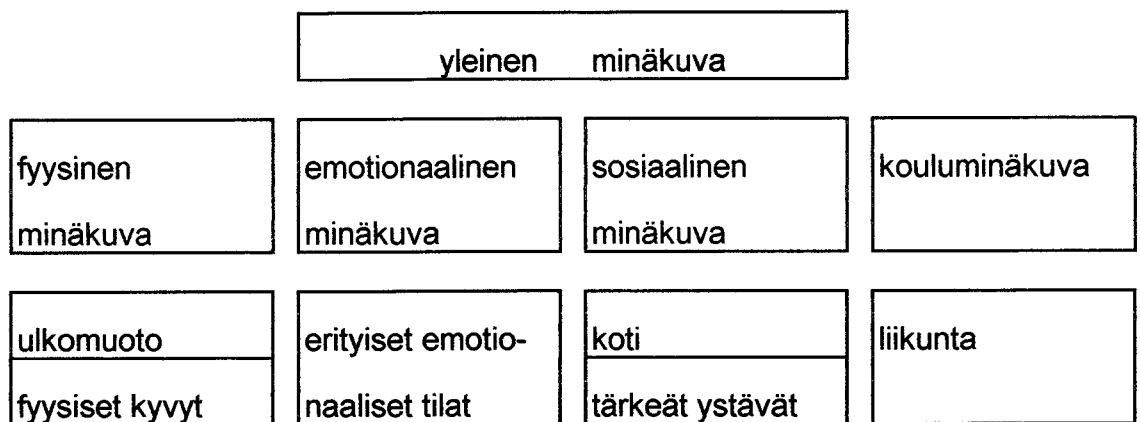 yleinen minäkuva
fyysinen
minäkuva
emotionaalinen
minäkuva
sosiaalinen
minäkuva
kouluminäkuva
ulkomuoto
fyysiset kyvyt
erityiset emotio-
naaliset tilat
koti
tärkeät ystävät
liikunta